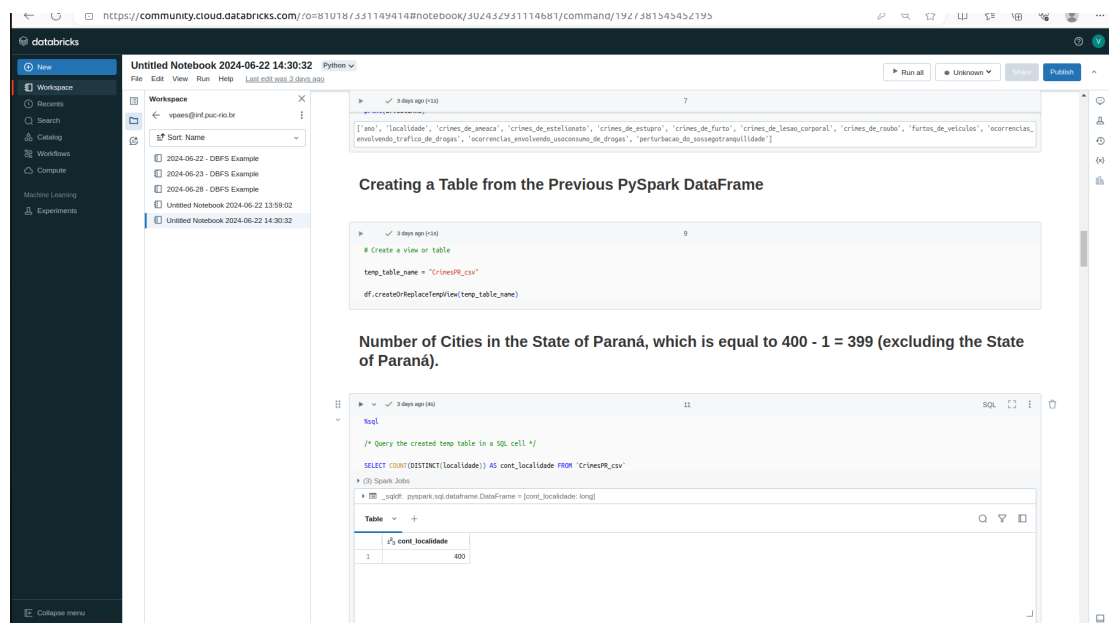 https://community.cloud.databricks.com/?o=810187331149414#notebook/302432931114681/command/1927381545452195
databricks
V
New
Workspace
Recents
Search
Catalog
Workflows
Compute
Machine Learning
Experiments
Collapse menu
Untitled Notebook 2024-06-22 14:30:32 Python
File Edit View Run Help Last edit was 3 days ago
Run all Unknown Share Publish
Workspace
vpaes@inf.puc-rio.br
Sort: Name
2024-06-22 - DBFS Example
2024-06-23 - DBFS Example
2024-06-28 - DBFS Example
Untitled Notebook 2024-06-22 13:59:02
Untitled Notebook 2024-06-22 14:30:32
3 days ago (<1s) 7
['ano', 'localidade', 'crimes_de_ameaca', 'crimes_de_estelionato', 'crimes_de_estupro', 'crimes_de_furto', 'crimes_de_lesao_corporal', 'crimes_de_roubo', 'furtos_de_veiculos', 'ocorrencias_
envolvendo_trafico_de_drogas', 'ocorrencias_envolvendo_usoconsumo_de_drogas', 'perturbacao_do_sossegotranquilidade']
Creating a Table from the Previous PySpark DataFrame
3 days ago (<1s) 9
# Create a view or table
temp_table_name = "CrimesPR_csv"
df.createOrReplaceTempView(temp_table_name)
Number of Cities in the State of Paraná, which is equal to 400 - 1 = 399 (excluding the State
of Paraná).
3 days ago (4s) 11 SQL
%sql
/* Query the created temp table in a SQL cell */
SELECT COUNT(DISTINCT(localidade)) AS cont_localidade FROM `CrimesPR_csv`
(3) Spark Jobs
_sqldf: pyspark.sql.dataframe.DataFrame = [cont_localidade: long]
Table +
cont_localidade
1 400